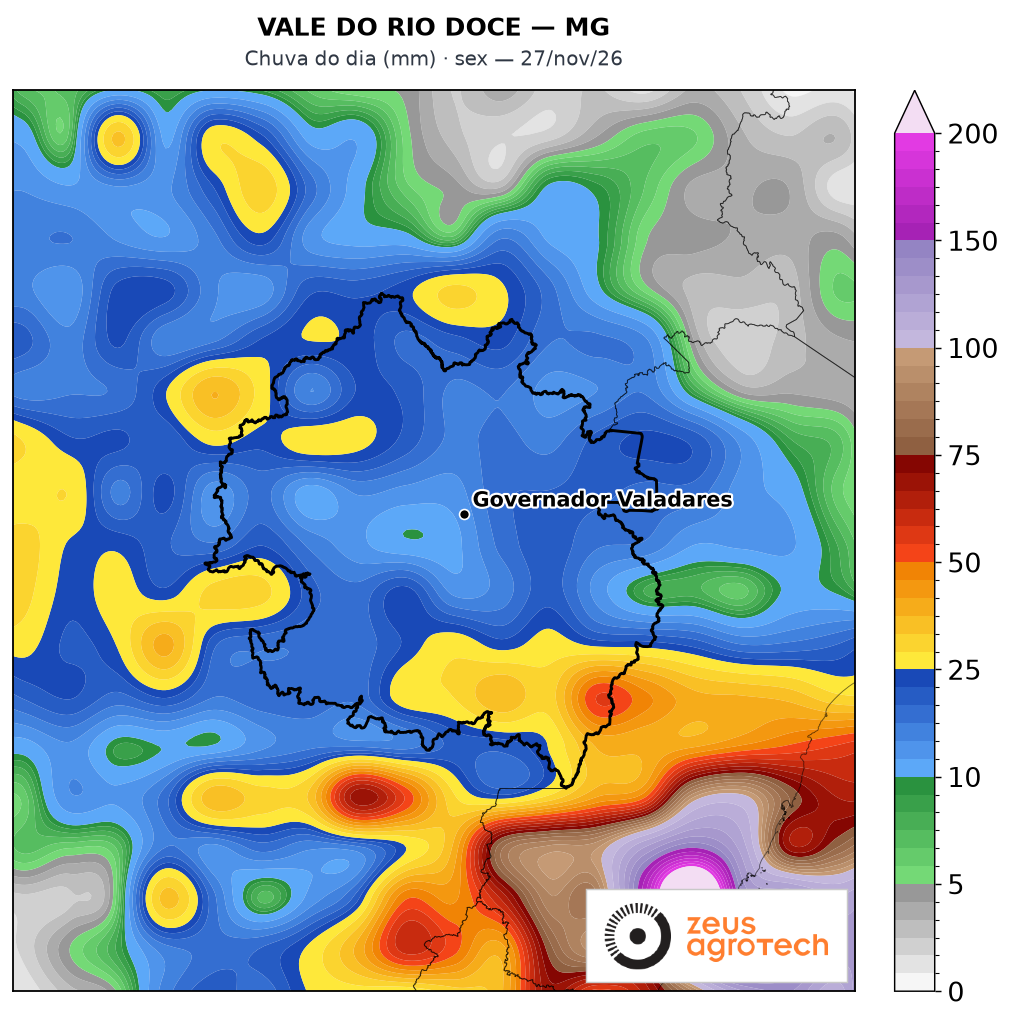 VALE DO RIO DOCE — MG
Chuva do dia (mm) · sex — 27/nov/26
200
150
100
75
50
25
10
5
0
Governador Valadares
zeus
agrotech